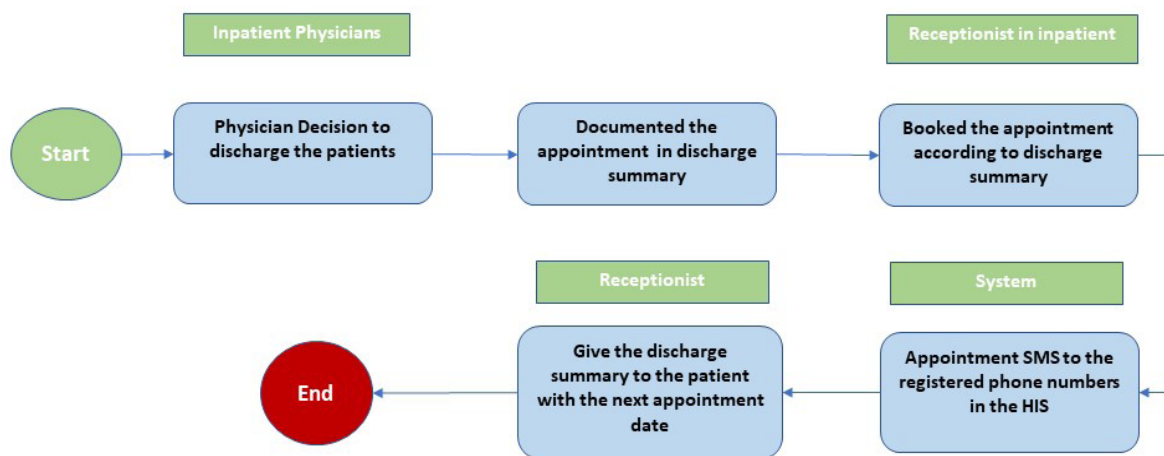 Inpatient Physicians
Receptionist in inpatient
Start
Physician Decision to
discharge the patients
Documented the
appointment in discharge
summary
Booked the appointment
according to discharge
summary
Receptionist
System
End
Give the discharge
summary to the patient
with the next appointment
date
Appointment SMS to the
registered phone numbers
in the HIS